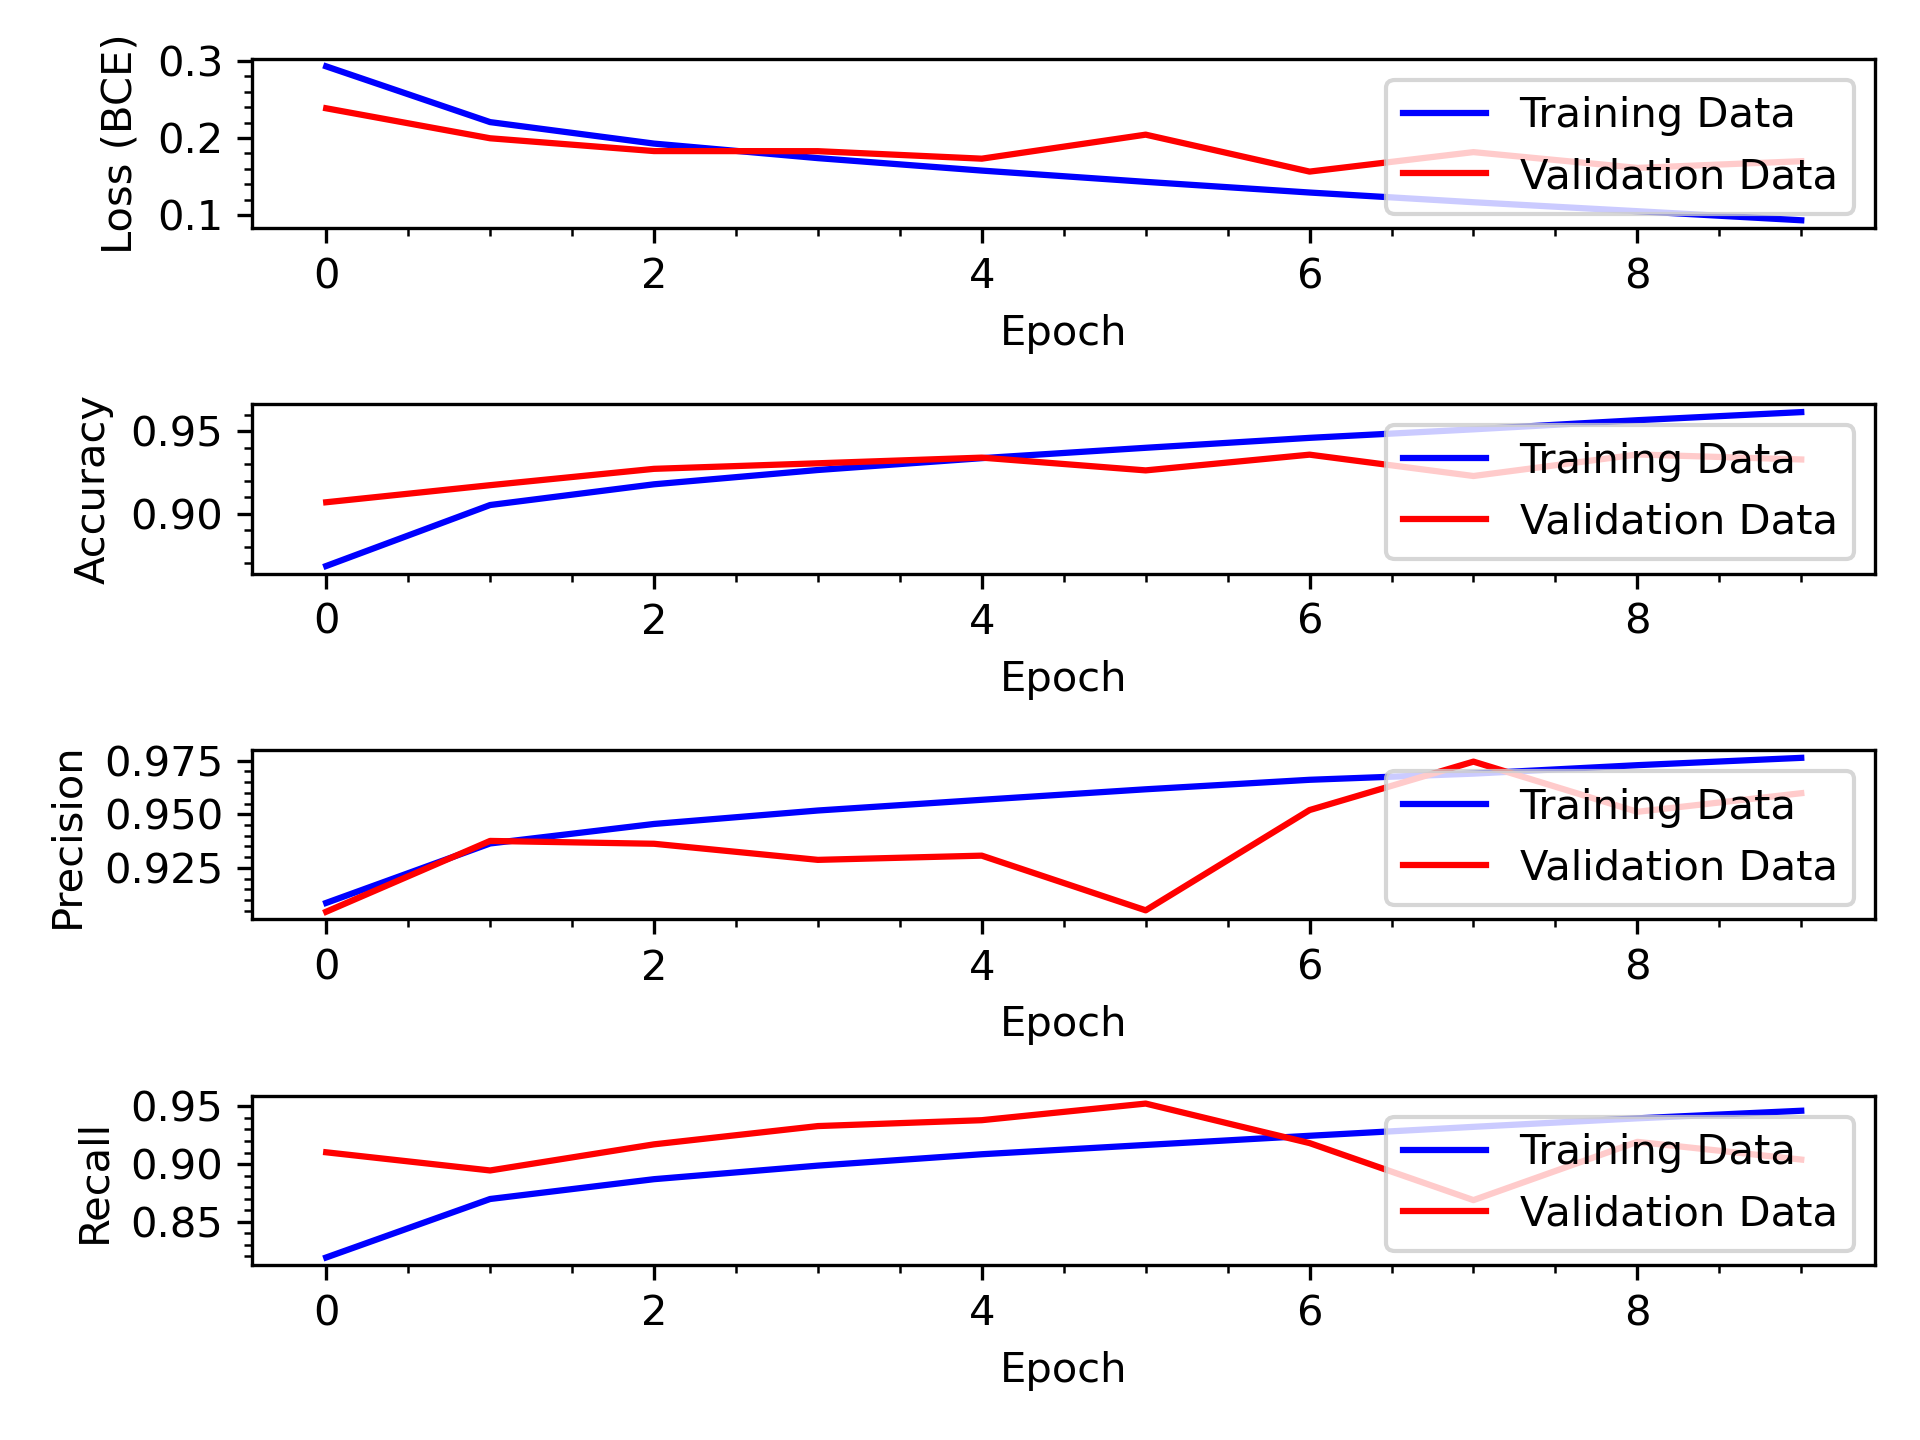 Loss (BCE)
0.3
0.2
0.1
Training Data
Validation Data
0 2 4 6 8
Epoch
Accuracy
0.95
0.90
Training Data
Validation Data
0 2 4 6 8
Epoch
Precision
0.975
0.950
0.925
Training Data
Validation Data
0 2 4 6 8
Epoch
Recall
0.95
0.90
0.85
Training Data
Validation Data
0 2 4 6 8
Epoch